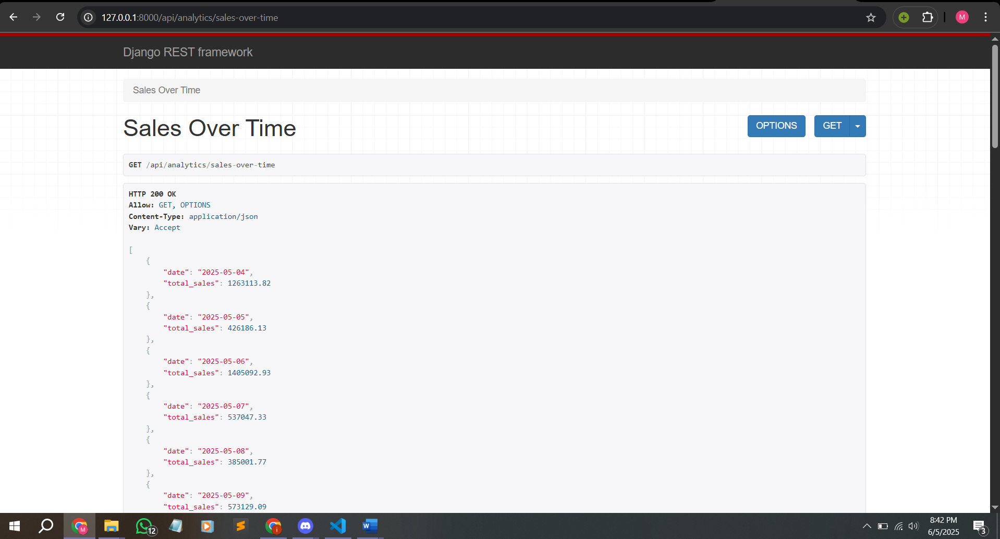 127.0.0.1:8000/api/analytics/sales-over-time
M
Django REST framework
Sales Over Time
Sales Over Time
OPTIONS
GET
GET /api/analytics/sales-over-time
HTTP 200 OK
Allow: GET, OPTIONS
Content-Type: application/json
Vary: Accept
[
{
"date": "2025-05-04",
"total_sales": 1263113.82
},
{
"date": "2025-05-05",
"total_sales": 426186.13
},
{
"date": "2025-05-06",
"total_sales": 1405092.93
},
{
"date": "2025-05-07",
"total_sales": 537047.33
},
{
"date": "2025-05-08",
"total_sales": 385001.77
},
{
"date": "2025-05-09",
"total_sales": 573129.09
M
12
i
W
8:42 PM
6/5/2025
3